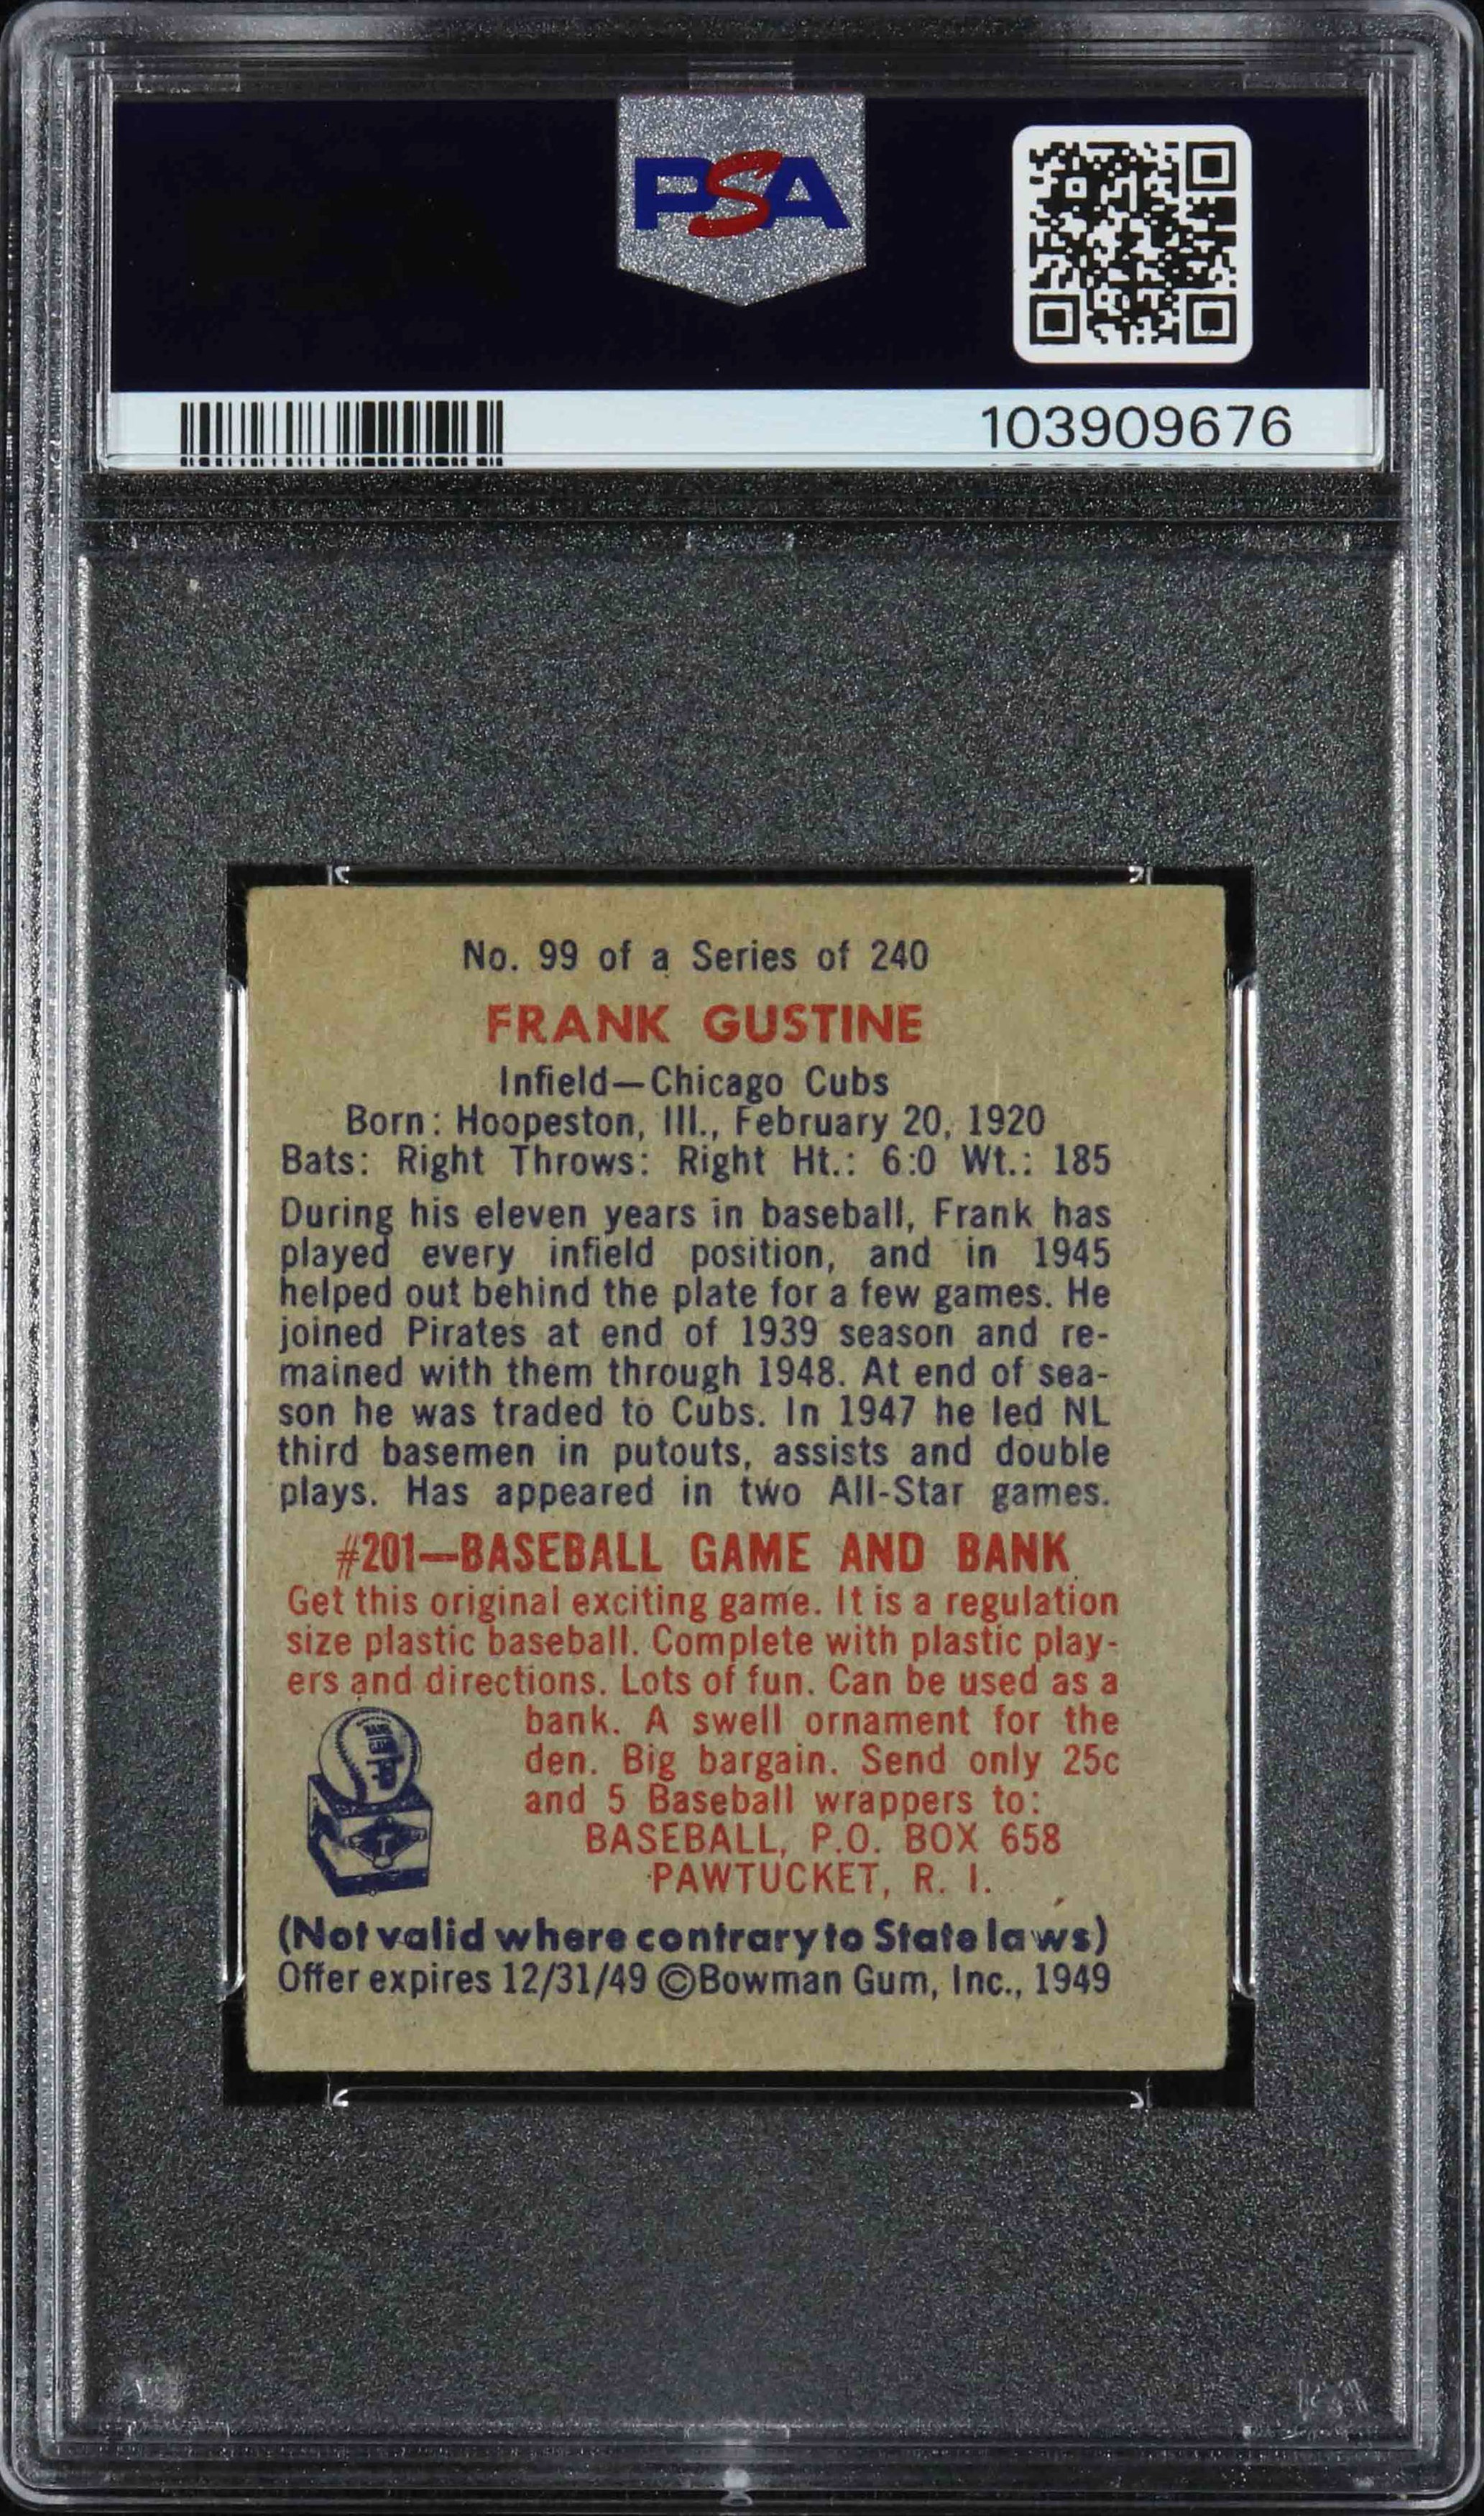 PSA
103909676
No. 99 of a Series of 240
FRANK GUSTINE
Infield—Chicago Cubs
Born: Hoopeston, Ill., February 20, 1920
Bats: Right Throws: Right Ht.: 6:0 Wt.: 185
During his eleven years in baseball, Frank has
played every infield position, and in 1945
helped out behind the plate for a few games. He
joined Pirates at end of 1939 season and re-
mained with them through 1948. At end of sea-
son he was traded to Cubs. In 1947 he led NL
third basemen in putouts, assists and double
plays. Has appeared in two All-Star games.
#201—BASEBALL GAME AND BANK
Get this original exciting game. It is a regulation
size plastic baseball. Complete with plastic play-
ers and directions. Lots of fun. Can be used as a
bank. A swell ornament for the
den. Big bargain. Send only 25c
and 5 Baseball wrappers to:
BASEBALL, P.O. BOX 658
PAWTUCKET, R. I.
(Not valid where contrary to State laws)
Offer expires 12/31/49 ©Bowman Gum, Inc., 1949